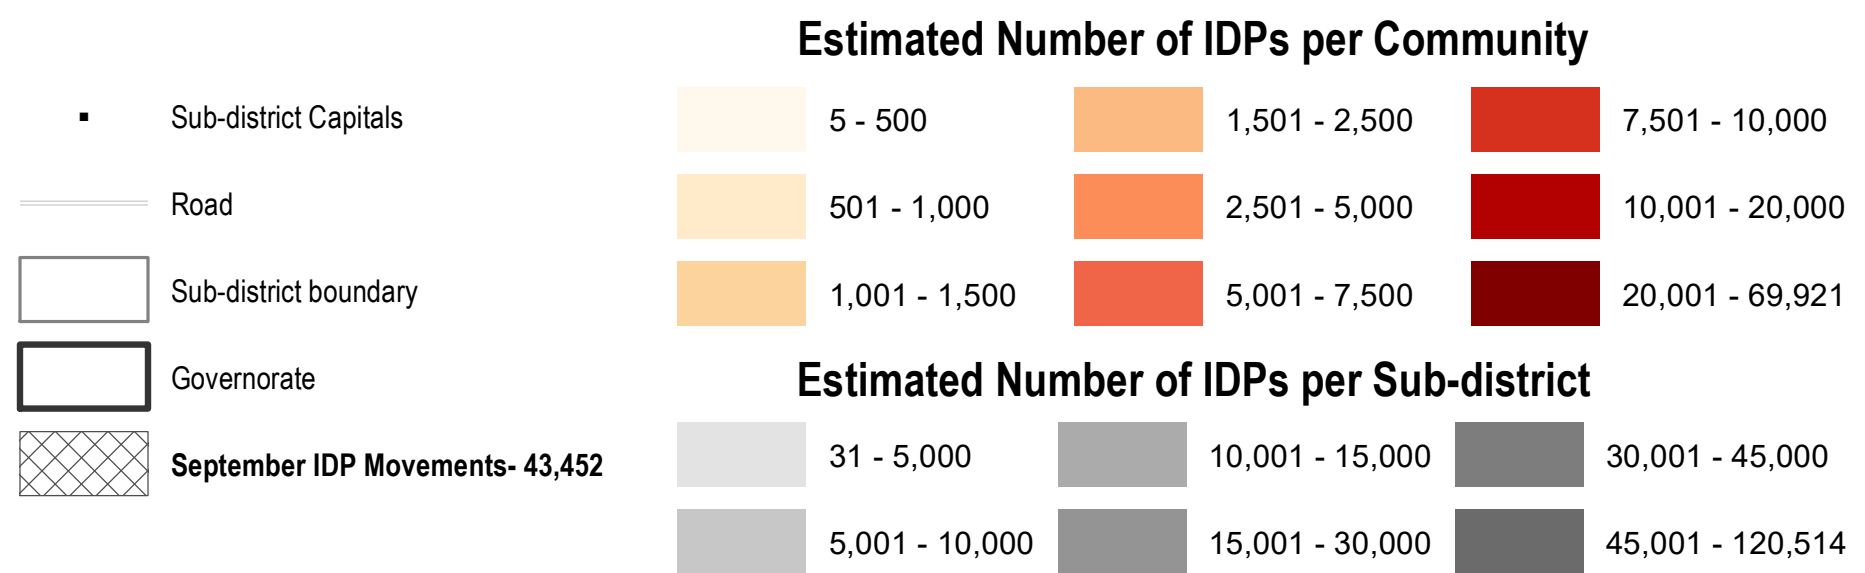 Sub-district Capitals
Road
Sub-district boundary
Governorate
September IDP Movements- 43,452
Estimated Number of IDPs per Community
5 - 500
1,501 - 2,500
7,501 - 10,000
501 - 1,000
2,501 - 5,000
10,001 - 20,000
1,001 - 1,500
5,001 - 7,500
20,001 - 69,921
Estimated Number of IDPs per Sub-district
31 - 5,000
10,001 - 15,000
30,001 - 45,000
5,001 - 10,000
15,001 - 30,000
45,001 - 120,514